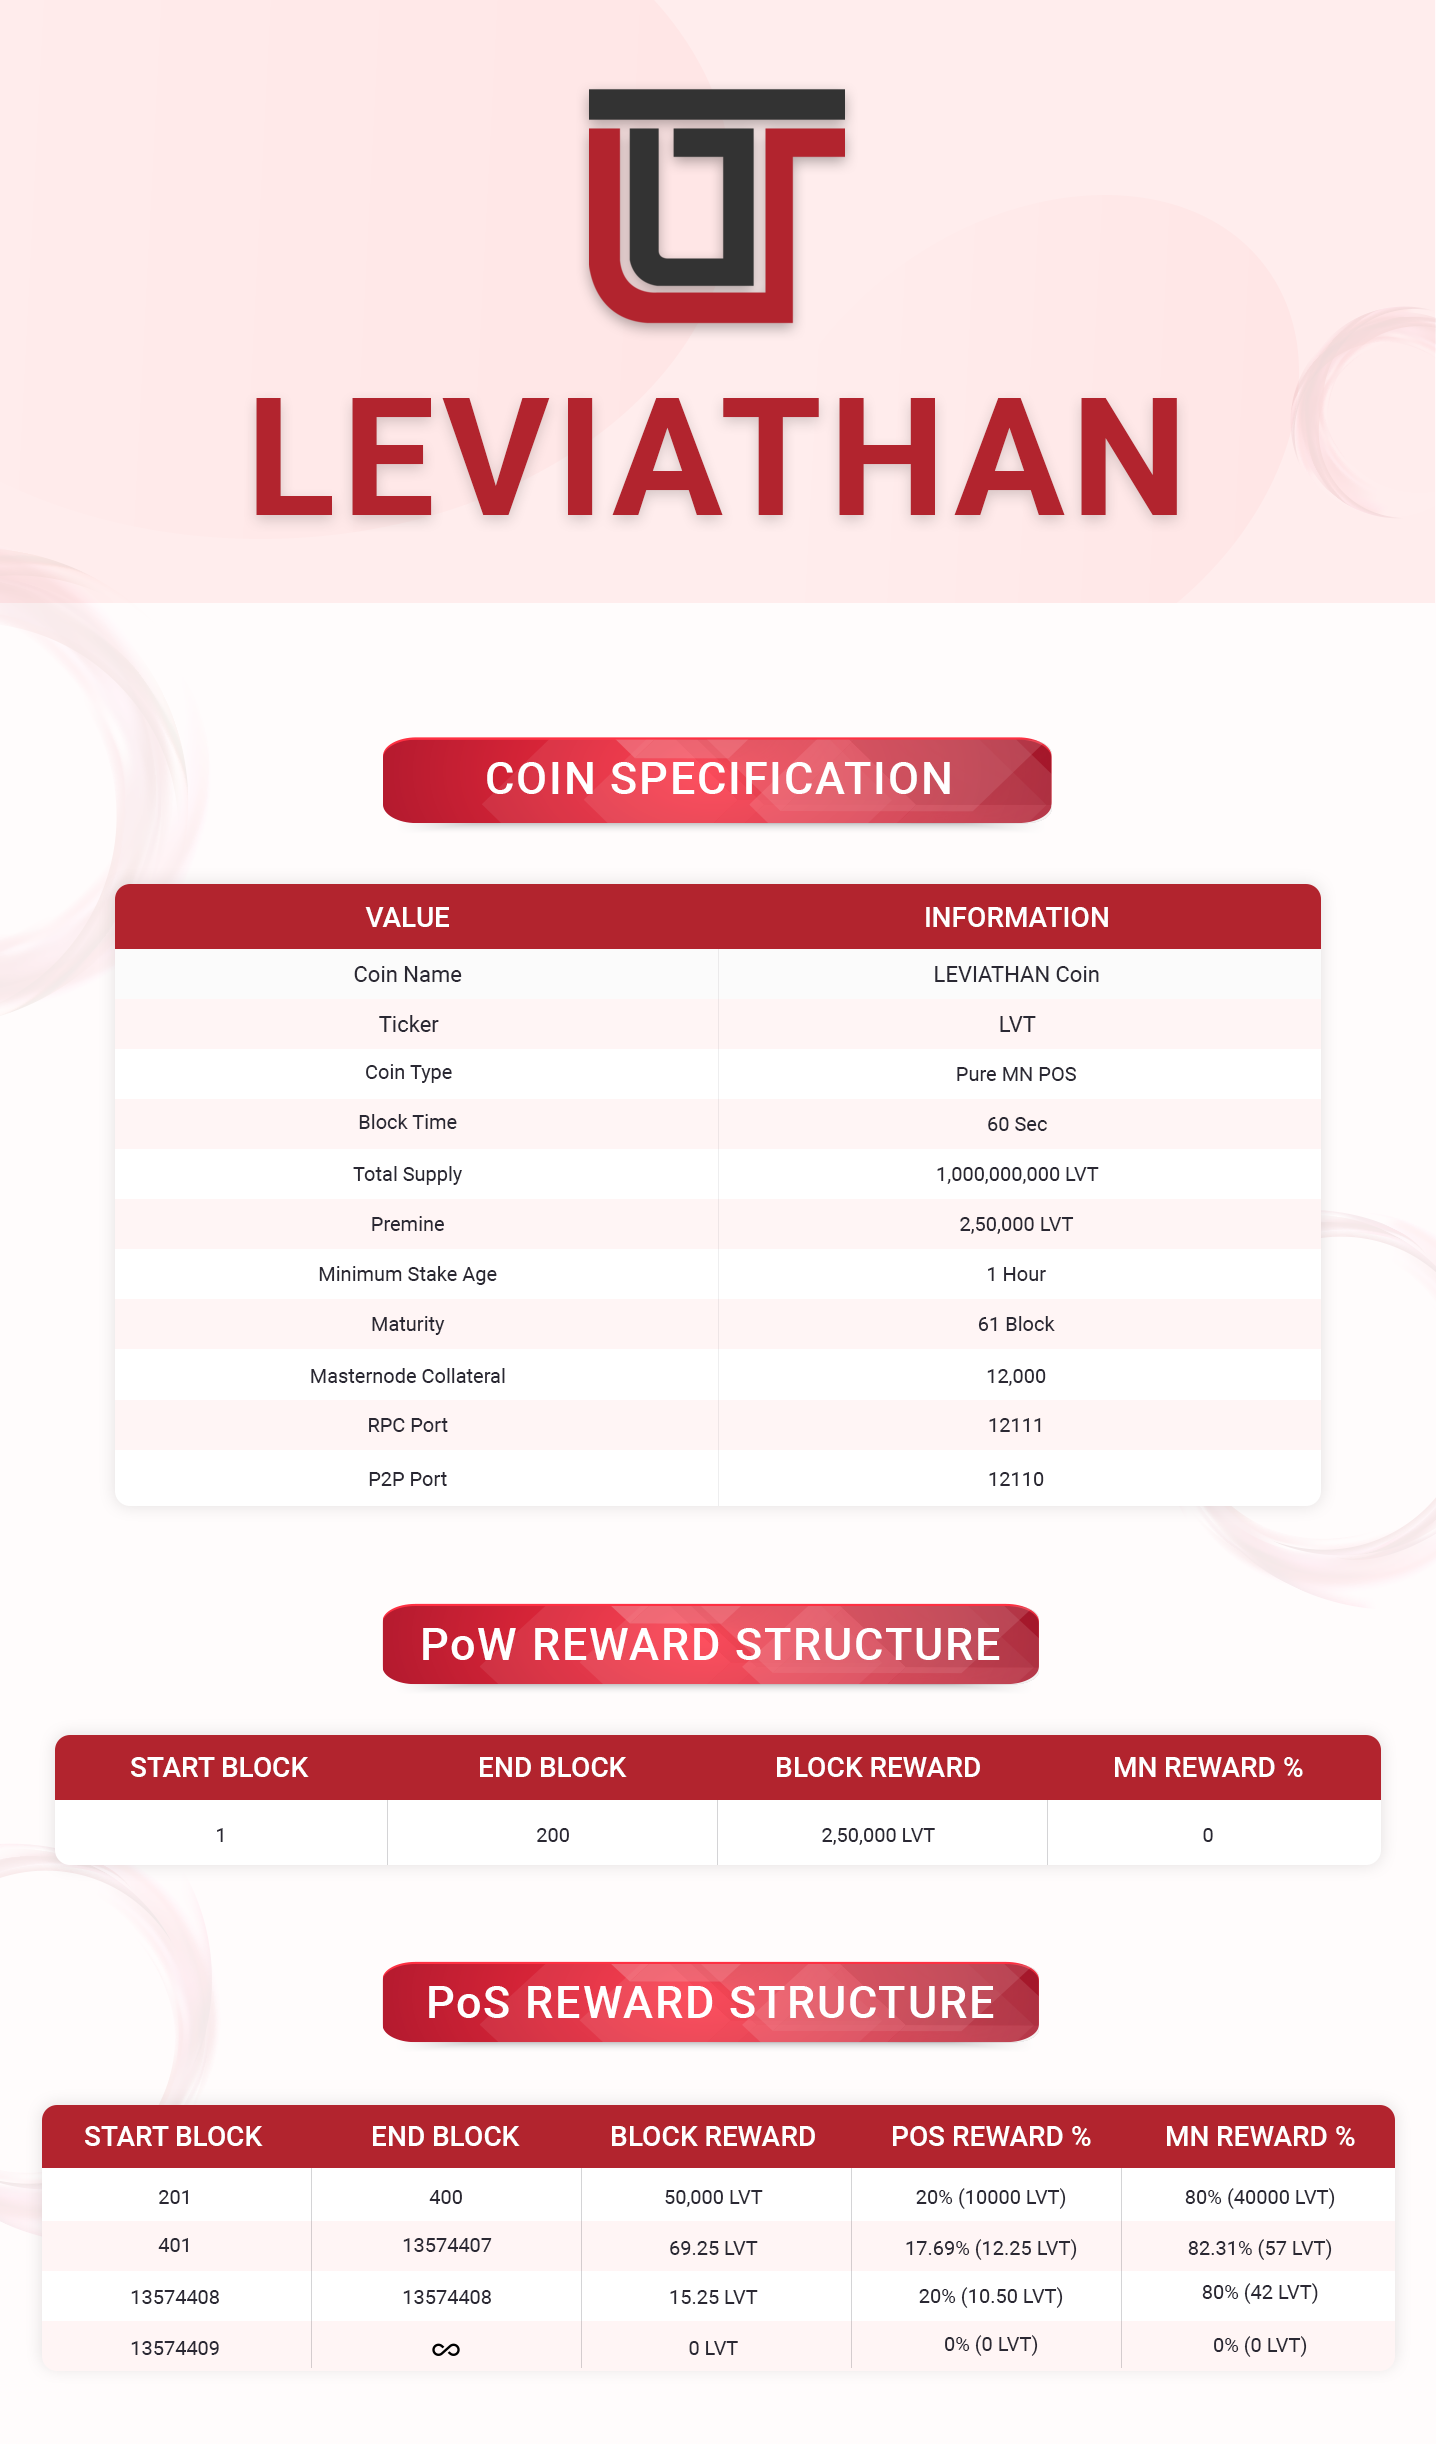 LEVIATHAN
COIN SPECIFICATION
VALUE INFORMATION
Coin Name LEVIATHAN Coin
Ticker LVT
Coin Type Pure MN POS
Block Time 60 Sec
Total Supply 1,000,000,000 LVT
Premine 2,50,000 LVT
Minimum Stake Age 1 Hour
Maturity 61 Block
Masternode Collateral 12,000
RPC Port 12111
P2P Port 12110
PoW REWARD STRUCTURE
START BLOCK END BLOCK BLOCK REWARD MN REWARD %
1 200 2,50,000 LVT 0
PoS REWARD STRUCTURE
START BLOCK END BLOCK BLOCK REWARD POS REWARD % MN REWARD %
201 400 50,000 LVT 20% (10000 LVT) 80% (40000 LVT)
401 13574407 69.25 LVT 17.69% (12.25 LVT) 82.31% (57 LVT)
13574408 13574408 15.25 LVT 20% (10.50 LVT) 80% (42 LVT)
13574409 ∞ 0 LVT 0% (0 LVT) 0% (0 LVT)